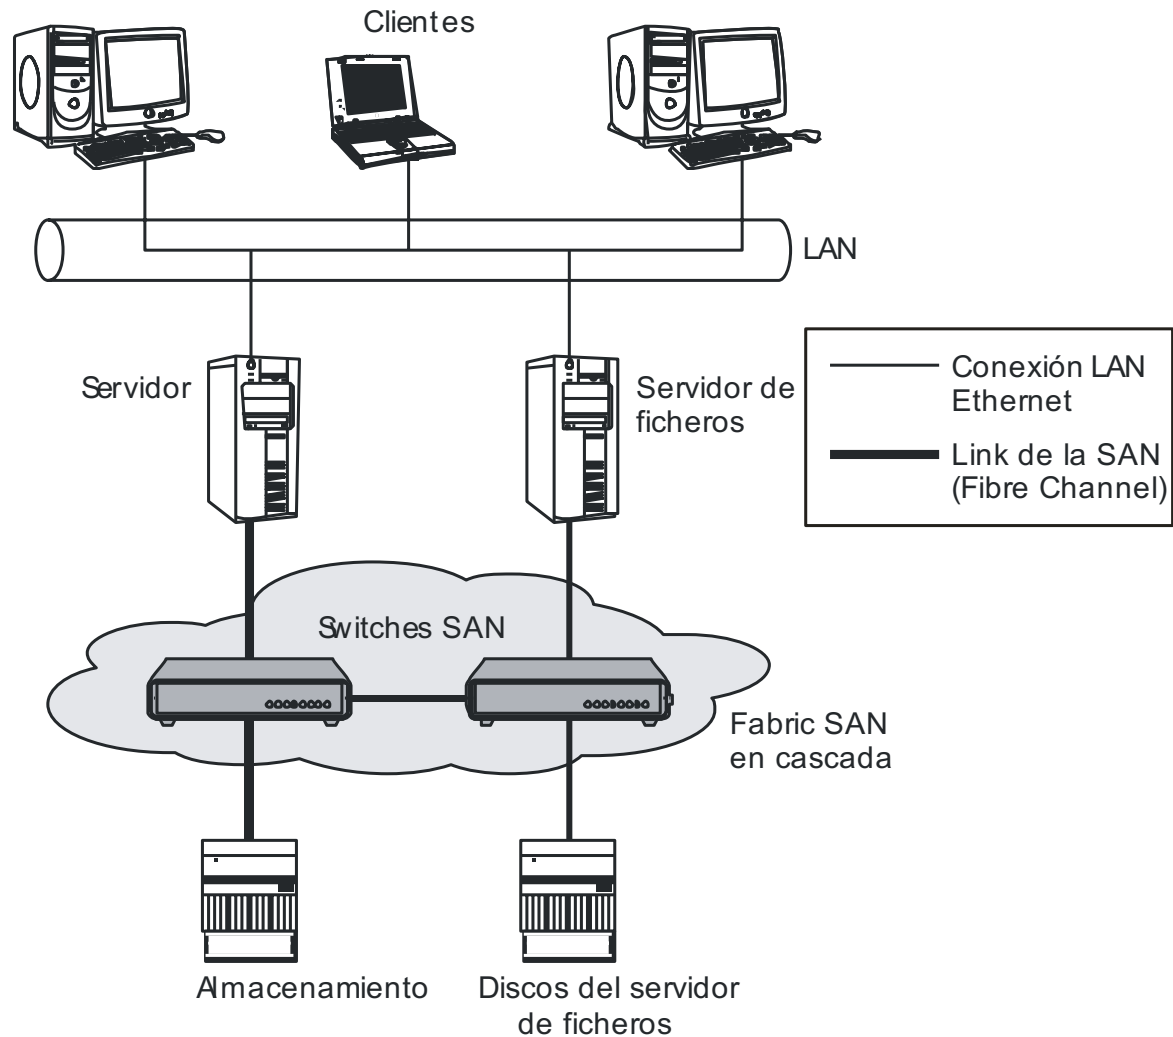 Clientes
LAN
Servidor
Servidor de
ficheros
Conexión LAN
Ethernet
Link de la SAN
(Fibre Channel)
Switches SAN
Fabric SAN
en cascada
Almacenamiento
Discos del servidor
de ficheros